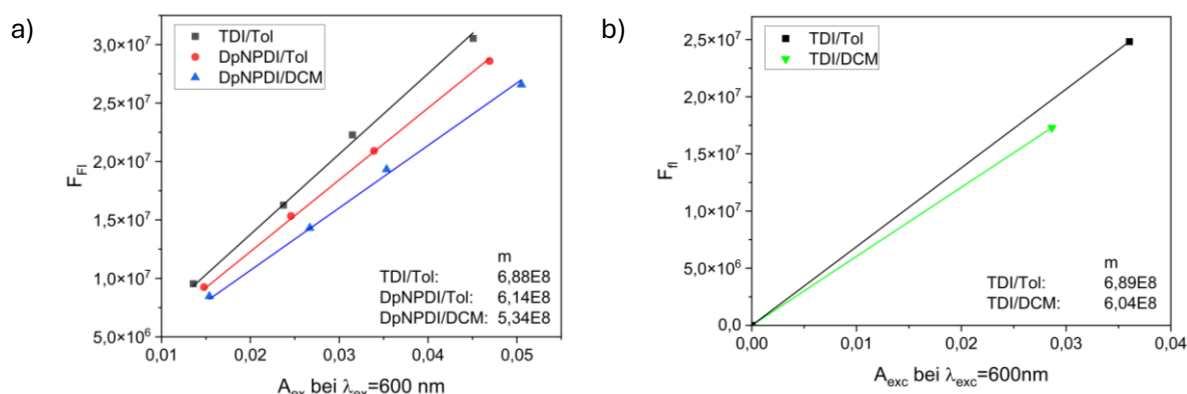 a)
TDI/Tol
DpNPDI/Tol
DpNPDI/DCM
3,0×10⁷
2,5×10⁷
2,0×10⁷
1,5×10⁷
1,0×10⁷
5,0×10⁶
F_Fl
m
TDI/Tol: 6,88E8
DpNPDI/Tol: 6,14E8
DpNPDI/DCM: 5,34E8
0,01 0,02 0,03 0,04 0,05
A_ex bei λ_ex=600 nm
b)
TDI/Tol
TDI/DCM
2,5×10⁷
2,0×10⁷
1,5×10⁷
1,0×10⁷
5,0×10⁶
0,0
F_fl
m
TDI/Tol: 6,89E8
TDI/DCM: 6,04E8
0,00 0,01 0,02 0,03 0,04
A_exc bei λ_exc=600nm